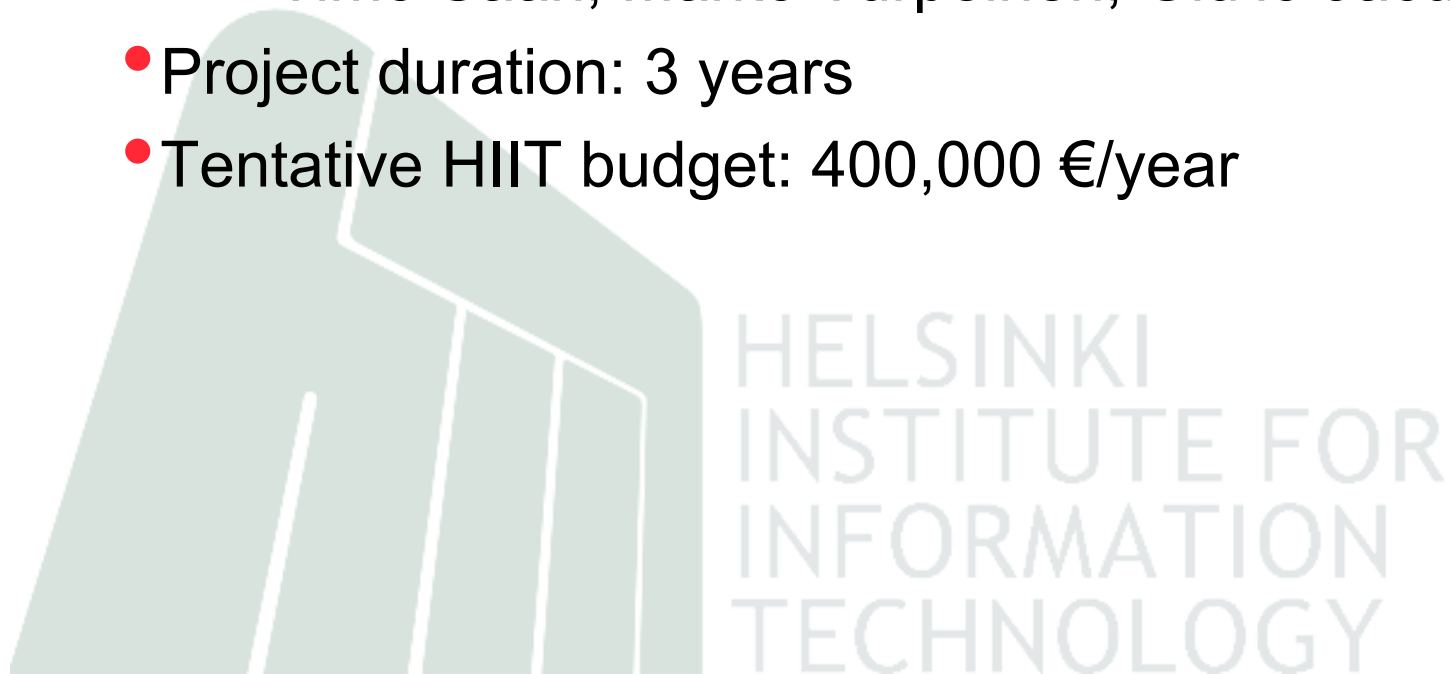 • Project duration: 3 years
• Tentative HIIT budget: 400,000 €/year
HELSINKI
INSTITUTE FOR
INFORMATION
TECHNOLOGY